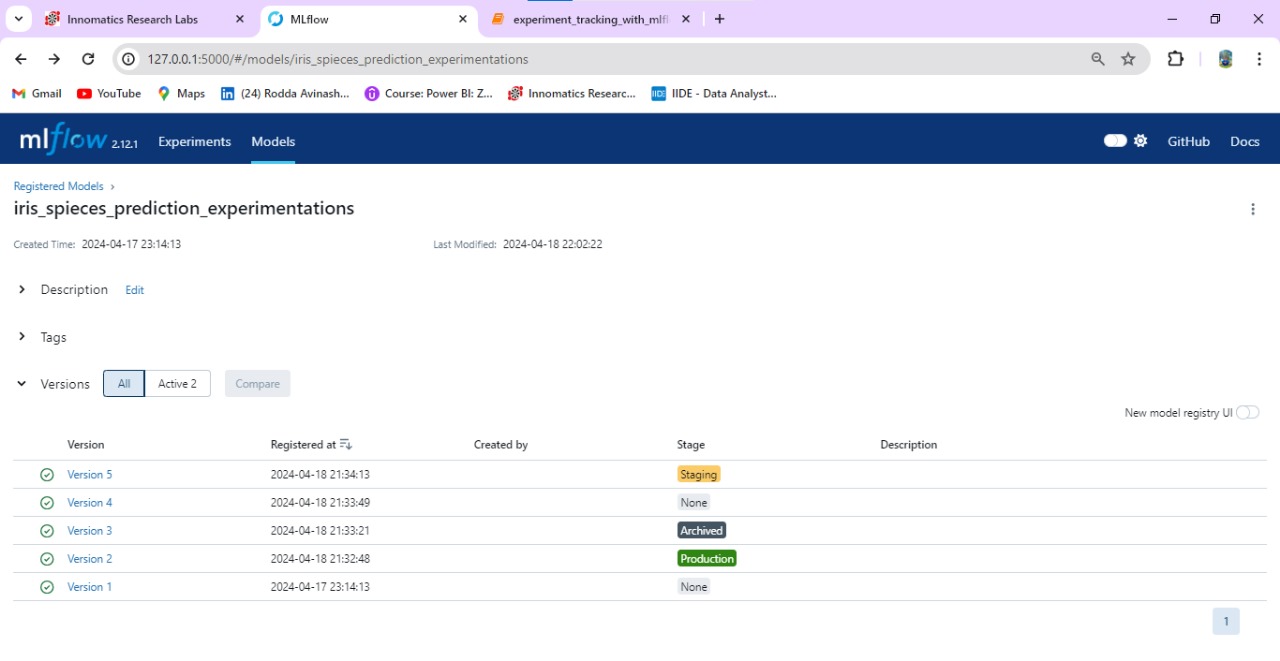 Innomatics Research Labs
MLflow
experiment_tracking_with_mlfl
127.0.0.1:5000/#/models/iris_spieces_prediction_experimentations
Gmail YouTube Maps (24) Rodda Avinash... Course: Power BI: Z... Innomatics Researc... IIDE - Data Analyst...
mlflow 2.12.1 Experiments Models GitHub Docs
Registered Models >
iris_spieces_prediction_experimentations
Created Time: 2024-04-17 23:14:13 Last Modified: 2024-04-18 22:02:22
Description Edit
Tags
Versions All Active 2 Compare
New model registry UI
Version Registered at Created by Stage Description
Version 5 2024-04-18 21:34:13 Staging
Version 4 2024-04-18 21:33:49 None
Version 3 2024-04-18 21:33:21 Archived
Version 2 2024-04-18 21:32:48 Production
Version 1 2024-04-17 23:14:13 None
1